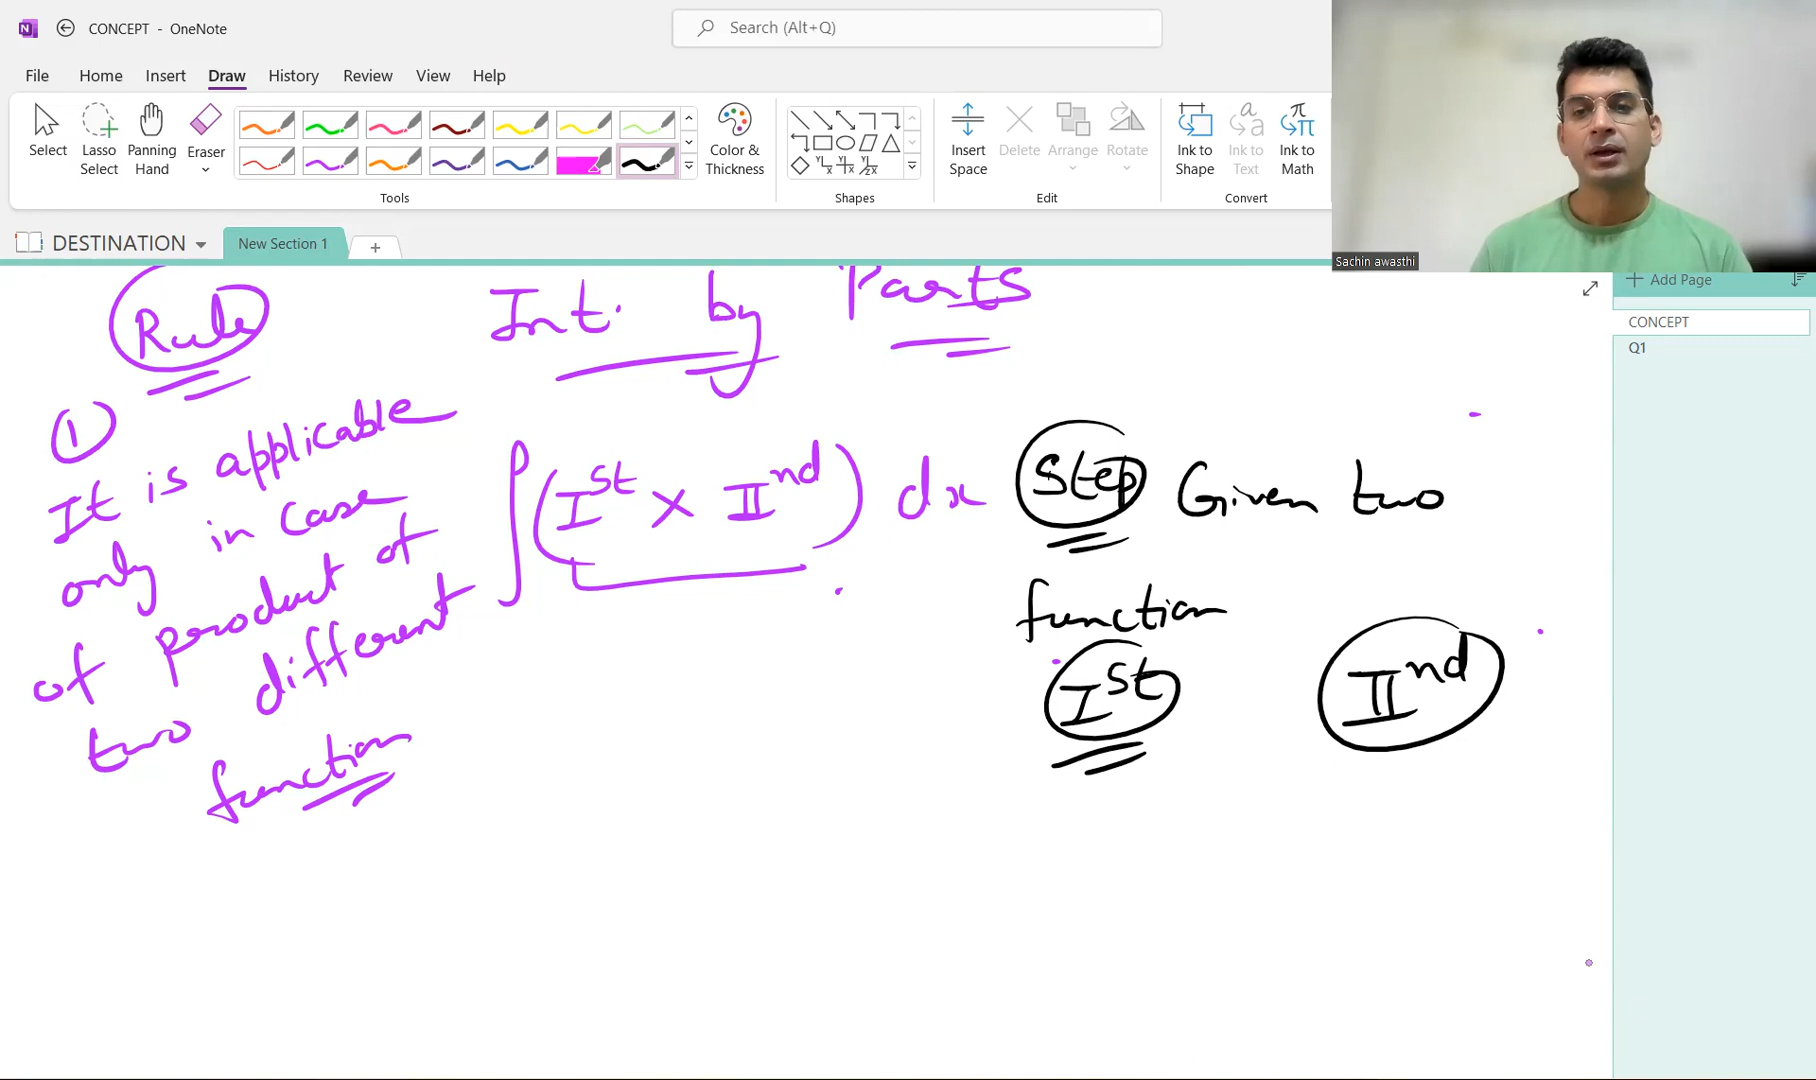 CONCEPT - OneNote
Search (Alt+Q)
File Home Insert Draw History Review View Help
Select
Lasso Select
Panning Hand
Eraser
Color & Thickness
Insert Space
Delete
Arrange
Rotate
Ink to Shape
Ink to Text
Ink to Math
Tools
Shapes
Edit
Convert
DESTINATION
New Section 1
Sachin awasthi
Add Page
CONCEPT
Q1
Rule
Int. by Parts
①
It is applicable
only in case
of product of
two different
function
∫(Ist × IInd) dx
Step Given two
function
Ist IInd